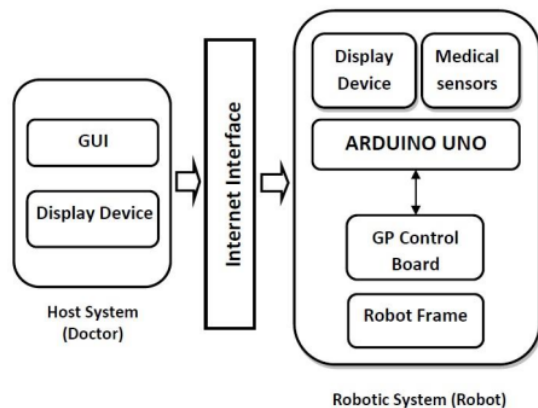 GUI
Display Device
Host System
(Doctor)
Internet Interface
Display
Device
Medical
sensors
ARDUINO UNO
GP Control
Board
Robot Frame
Robotic System (Robot)